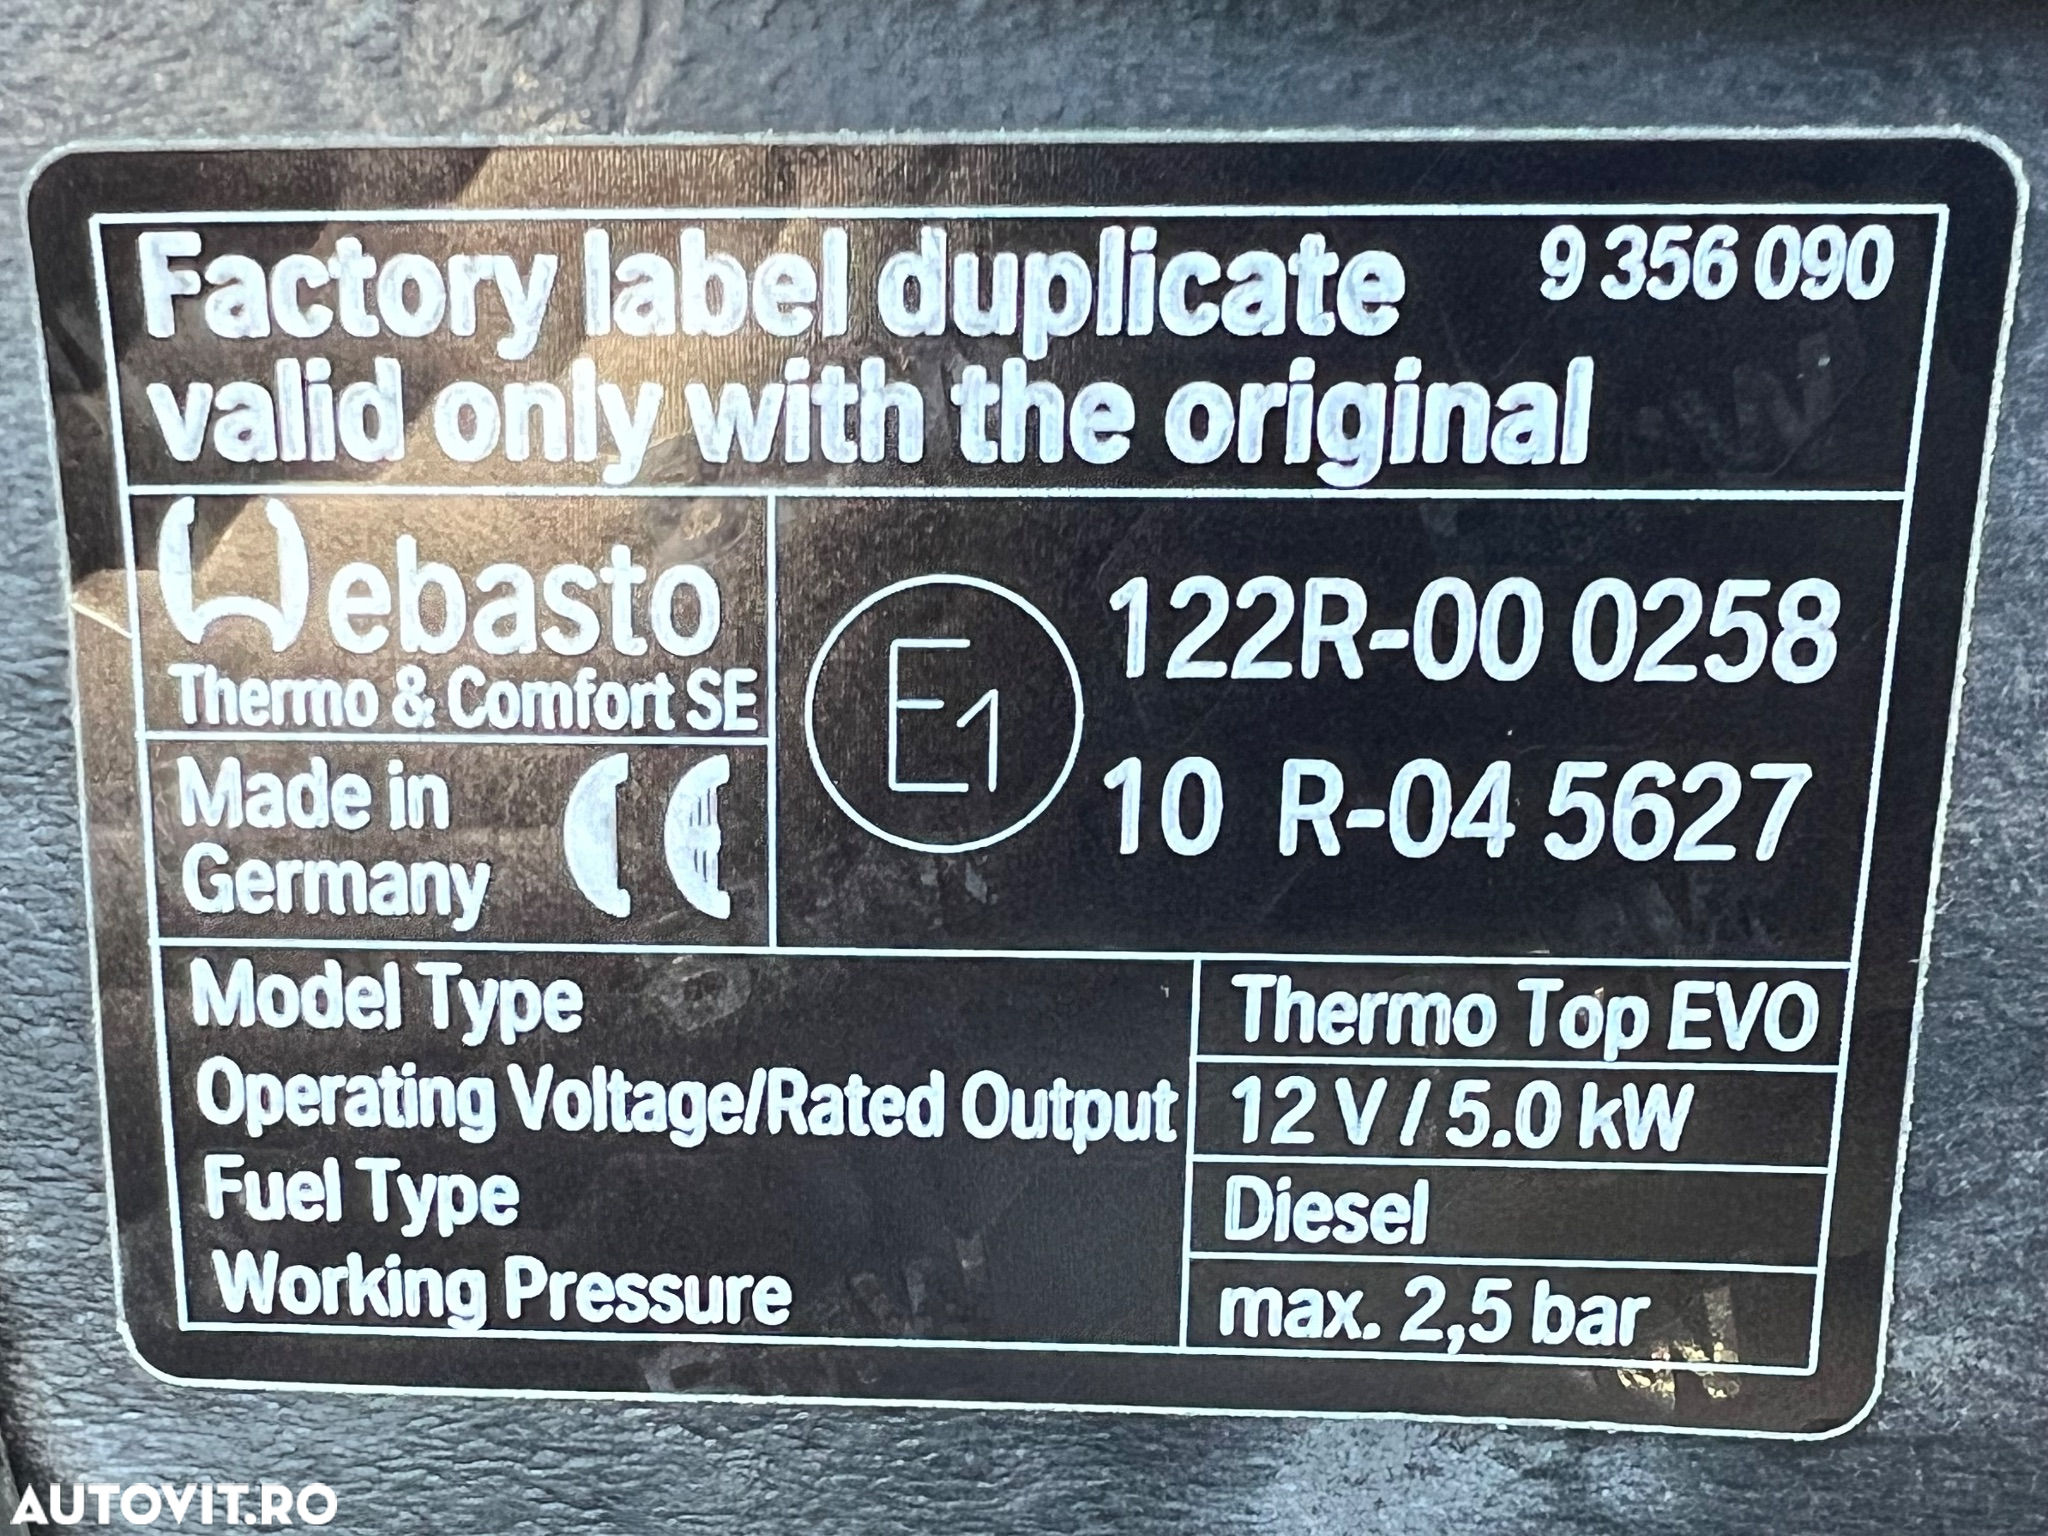 Factory label duplicate 9 356 090
valid only with the original
Webasto
Thermo & Comfort SE
Made in
Germany CE
E1
122R-00 0258
10 R-04 5627
Model Type Thermo Top EVO
Operating Voltage/Rated Output 12 V / 5.0 kW
Fuel Type Diesel
Working Pressure max. 2,5 bar
AUTOVIT.RO